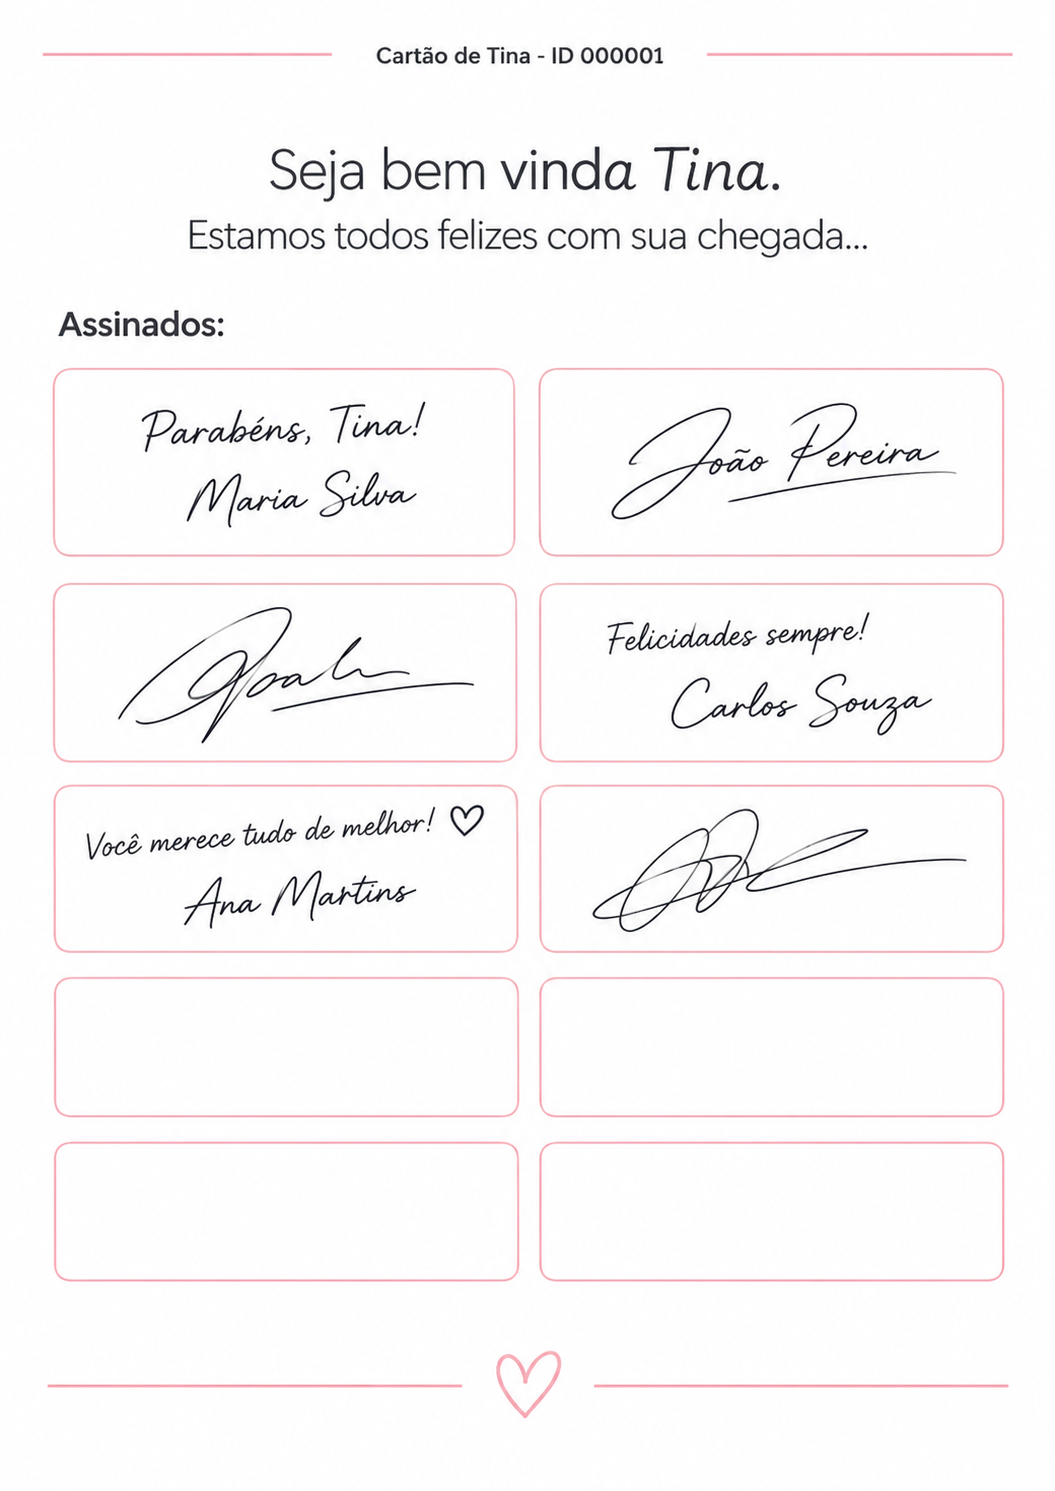 Cartão de Tina - ID 000001
Seja bem vinda Tina.
Estamos todos felizes com sua chegada...
Assinados:
Parabéns, Tina!
Maria Silva
João Pereira
Felicidades sempre!
Carlos Souza
Você merece tudo de melhor! ♡
Ana Martins